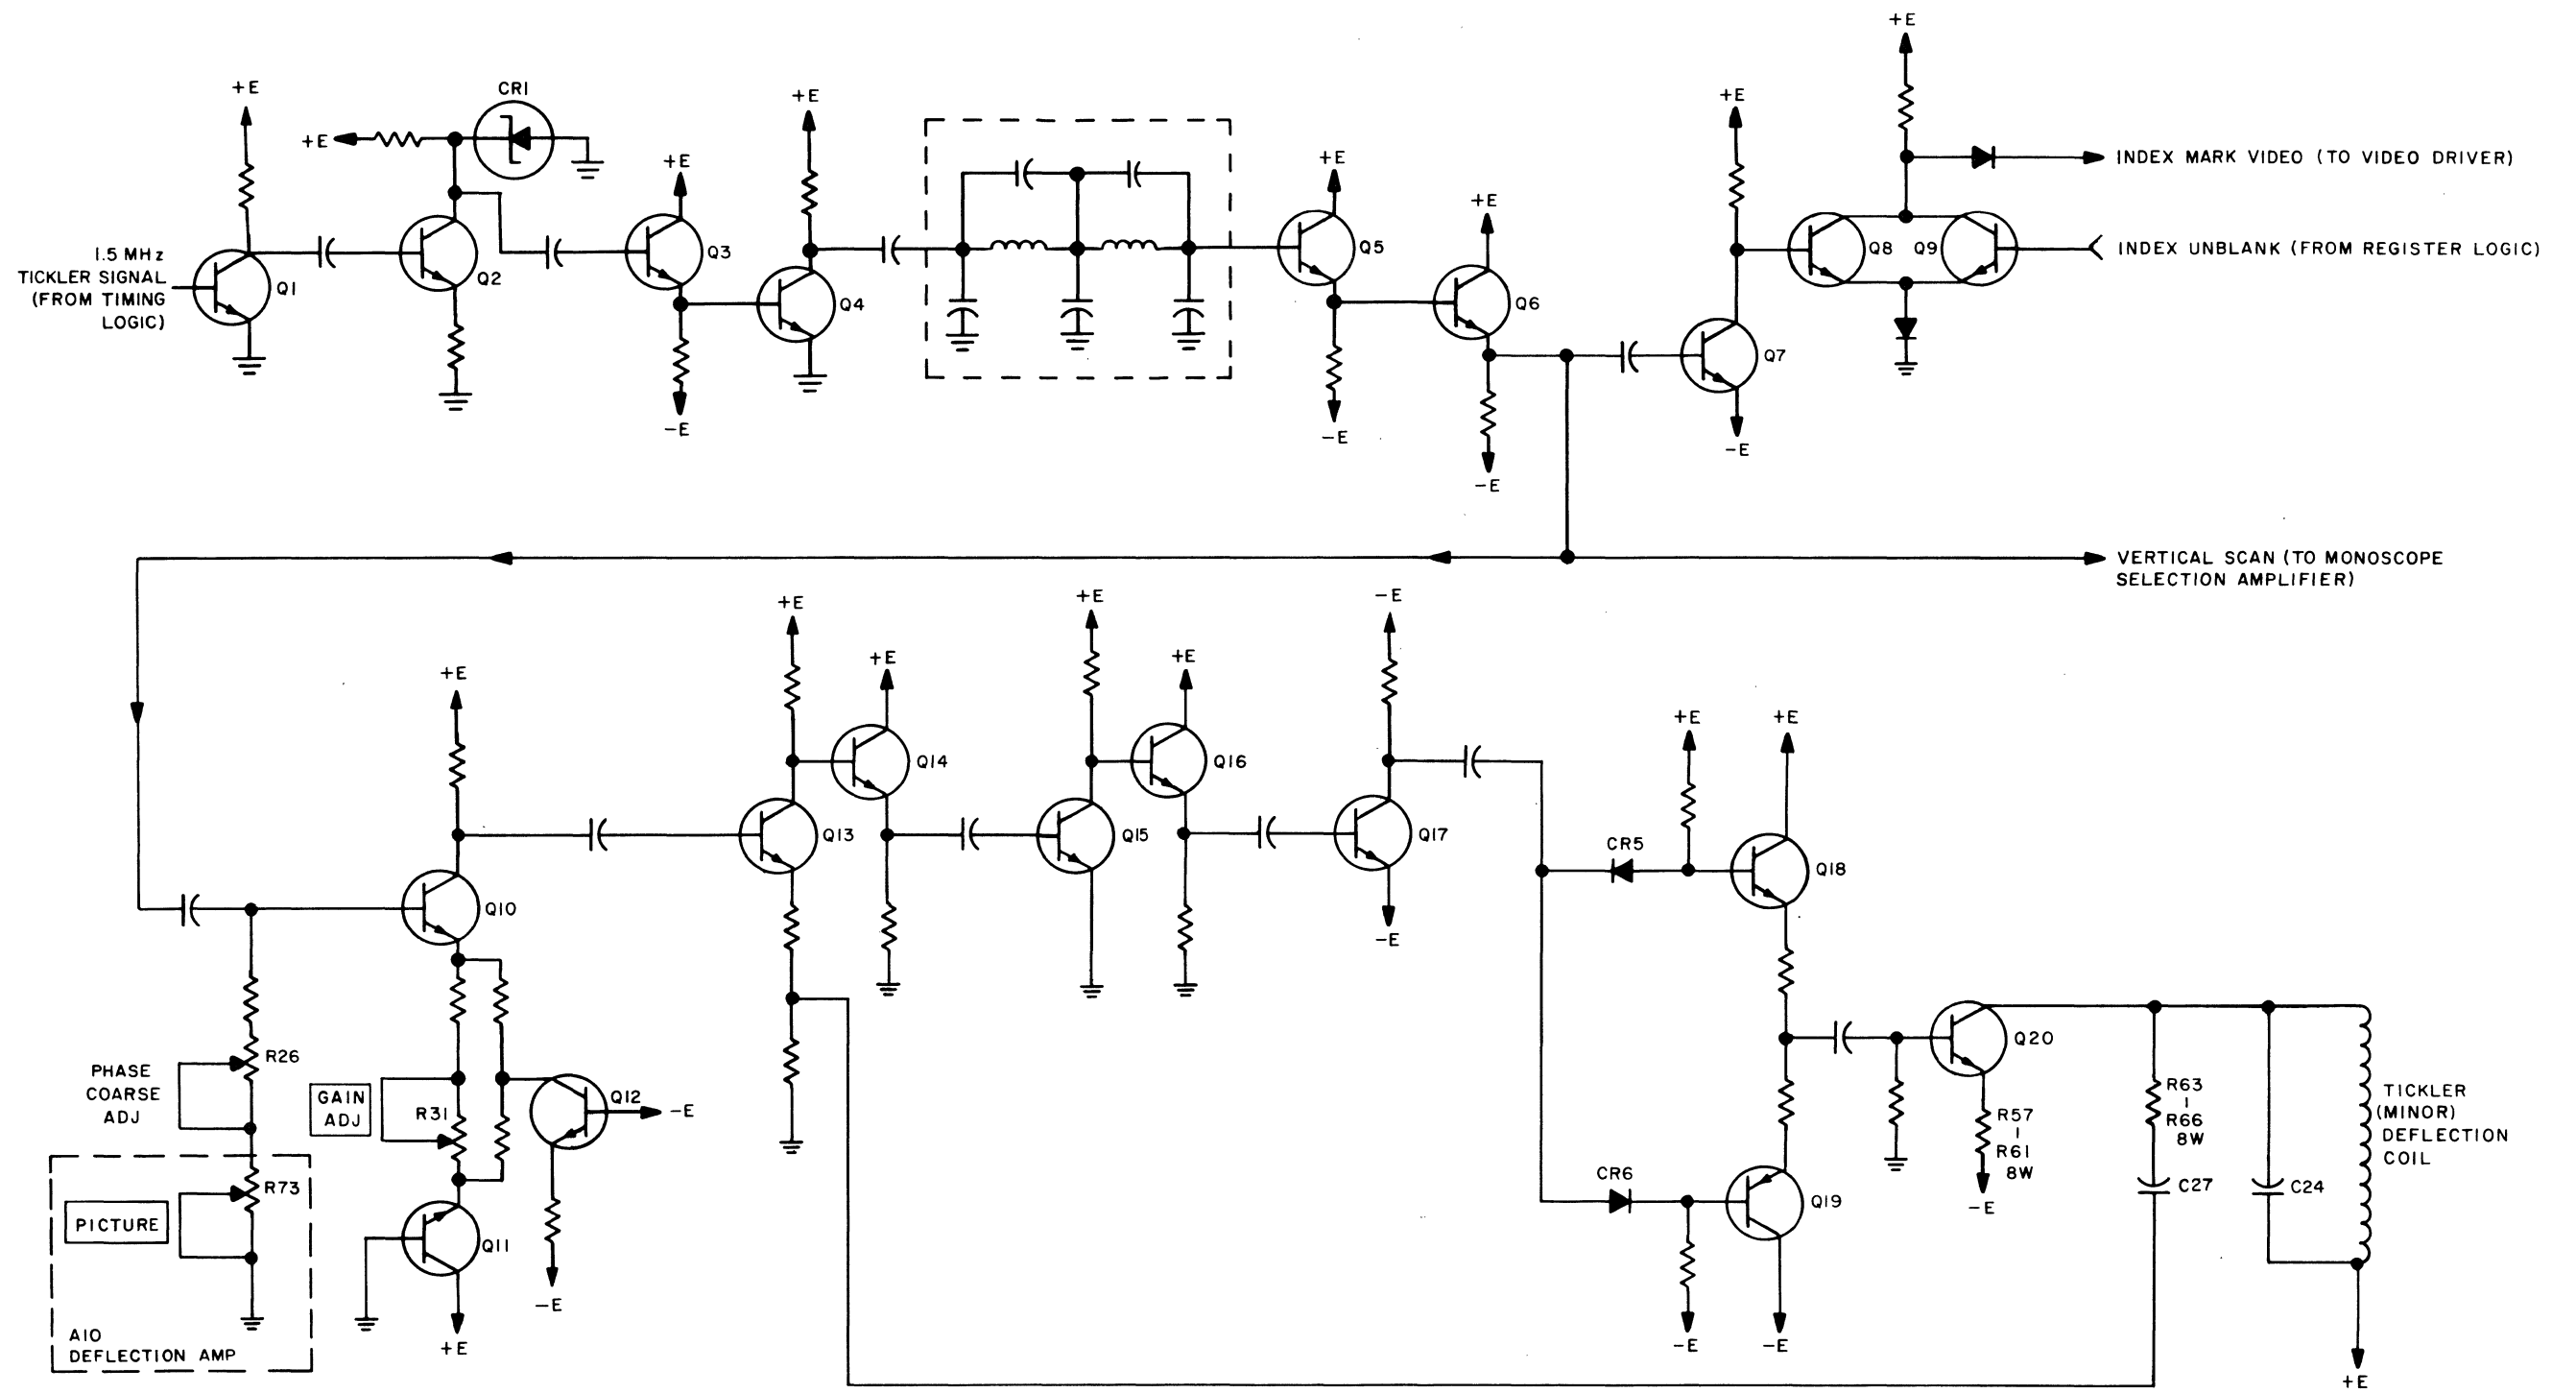 +E
+E
CR1
+E
+E
+E
+E
+E
+E
+E
INDEX MARK VIDEO (TO VIDEO DRIVER)
1.5 MHz
TICKLER SIGNAL
(FROM TIMING
LOGIC)
Q1
Q2
Q3
Q4
Q5
Q6
Q7
Q8
Q9
INDEX UNBLANK (FROM REGISTER LOGIC)
-E
-E
-E
-E
VERTICAL SCAN (TO MONOSCOPE
SELECTION AMPLIFIER)
+E
+E
+E
+E
+E
-E
+E
+E
Q14
Q16
Q13
Q15
Q17
CR5
Q18
Q10
-E
PHASE
COARSE
ADJ
R26
GAIN
ADJ
R31
Q12
-E
Q20
R57
I
R61
8W
-E
R63
I
R66
8W
TICKLER
(MINOR)
DEFLECTION
COIL
R73
PICTURE
CR6
Q19
C27
C24
Q11
-E
+E
-E
-E
A10
DEFLECTION AMP
+E